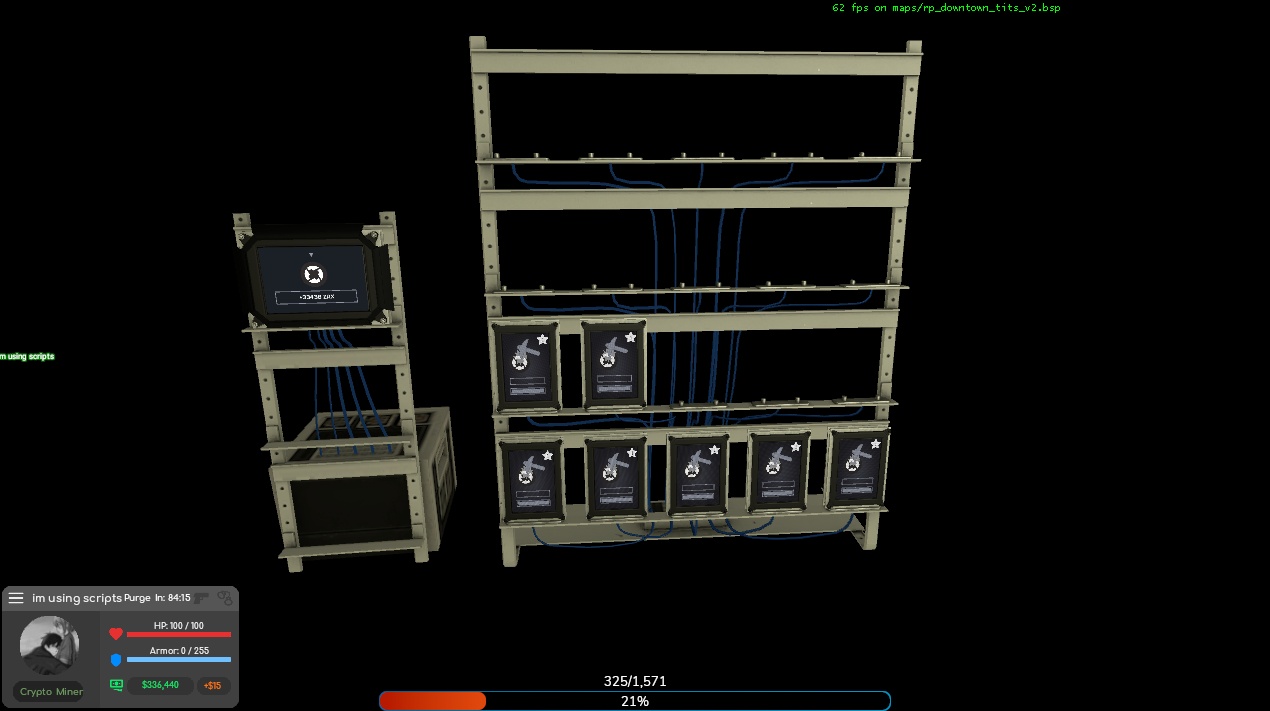 62 fps on maps/rp_downtown_tits_v2.bsp
m using scripts
im using scripts Purge In: 84:15
HP: 100 / 100
Armor: 0 / 255
Crypto Miner
$336,440
+$15
325/1,571
21%